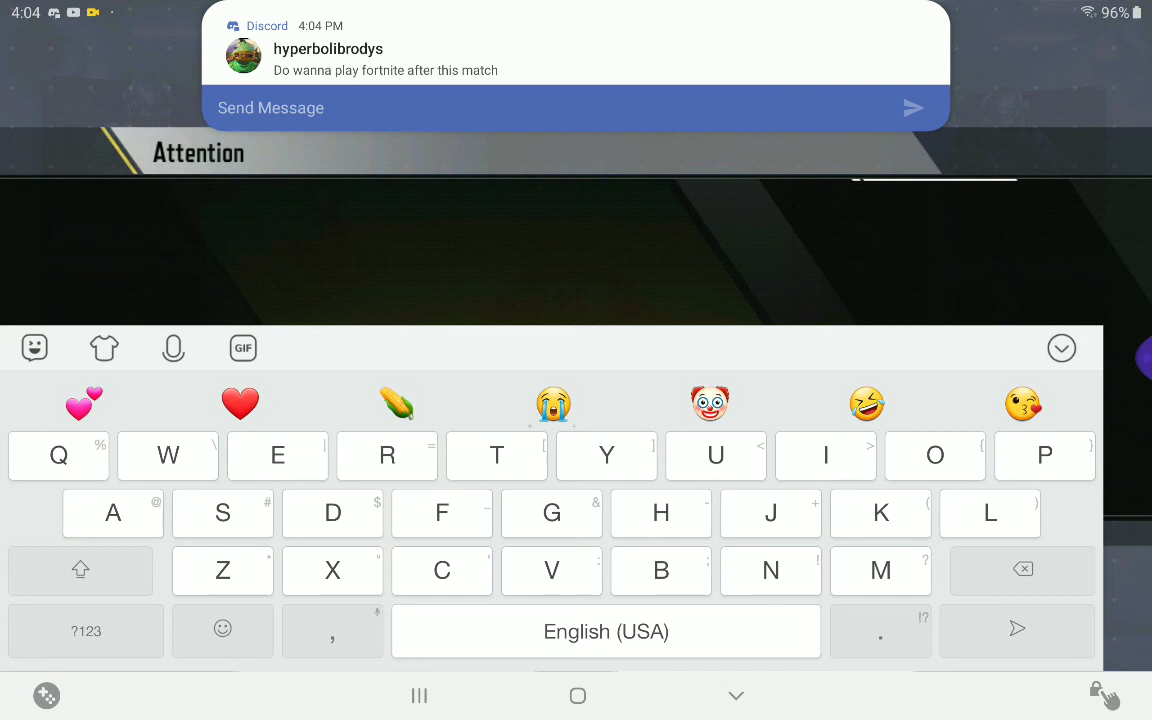 4:04
96%
Discord 4:04 PM
hyperbolibrodys
Do wanna play fortnite after this match
Send Message
Attention
GIF
Q % W \ E | R = T [ Y ] U < I > O { P }
A @ S # D $ F _ G & H - J + K ( L )
Z * X " C ' V : B ; N ! M ?
?123 , English (USA) . !?